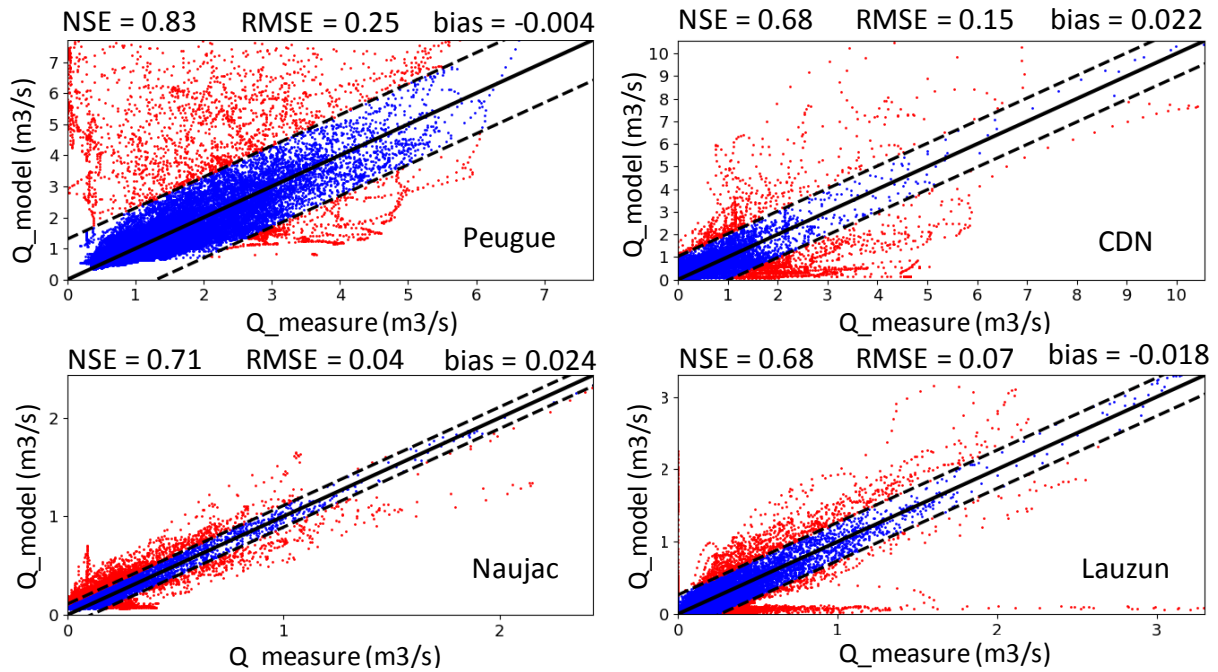 NSE = 0.83 RMSE = 0.25 bias = -0.004
Q_model (m3/s)
7
6
5
4
3
2
1
0
Peugue
0 1 2 3 4 5 6 7
Q_measure (m3/s)
NSE = 0.68 RMSE = 0.15 bias = 0.022
Q_model (m3/s)
10
9
8
7
6
5
4
3
2
1
0
CDN
0 1 2 3 4 5 6 7 8 9 10
Q_measure (m3/s)
NSE = 0.71 RMSE = 0.04 bias = 0.024
Q_model (m3/s)
2
1
0
Naujac
0 1 2
Q_measure (m3/s)
NSE = 0.68 RMSE = 0.07 bias = -0.018
Q_model (m3/s)
3
2
1
0
Lauzun
0 1 2 3
Q_measure (m3/s)